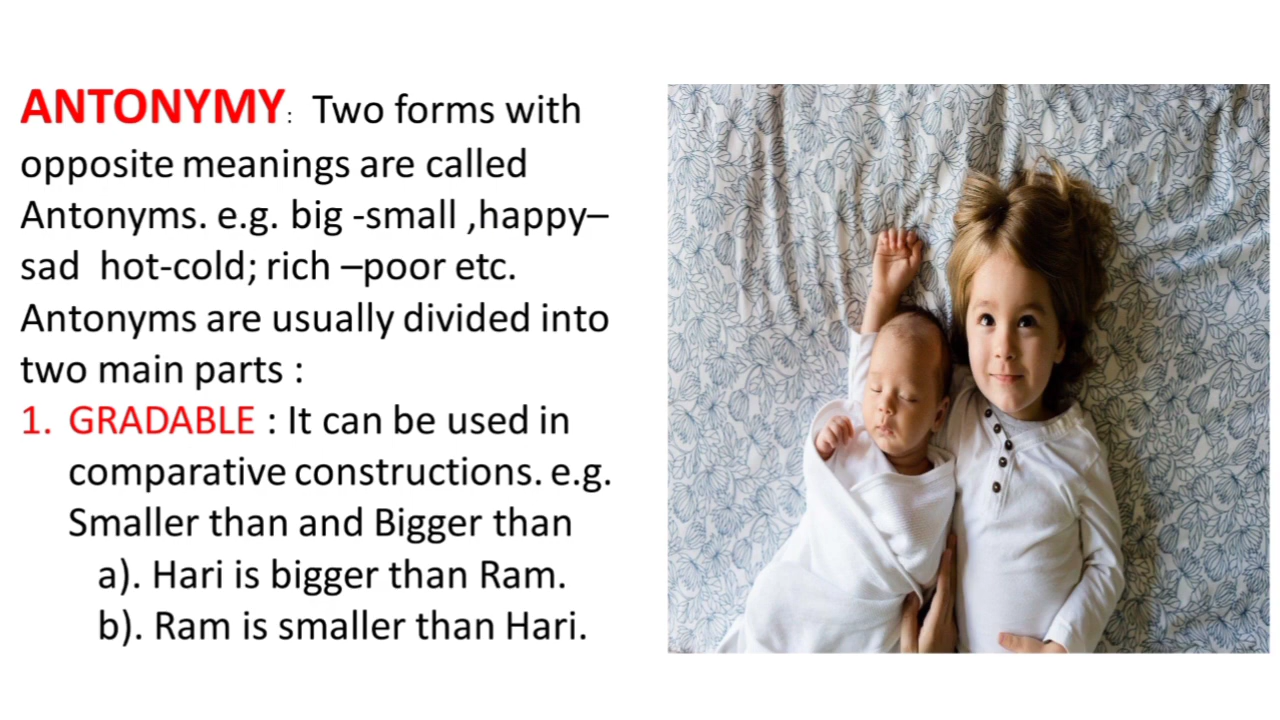 ANTONYMY: Two forms with
opposite meanings are called
Antonyms. e.g. big -small ,happy–
sad hot-cold; rich –poor etc.
Antonyms are usually divided into
two main parts :
1. GRADABLE : It can be used in
comparative constructions. e.g.
Smaller than and Bigger than
a). Hari is bigger than Ram.
b). Ram is smaller than Hari.